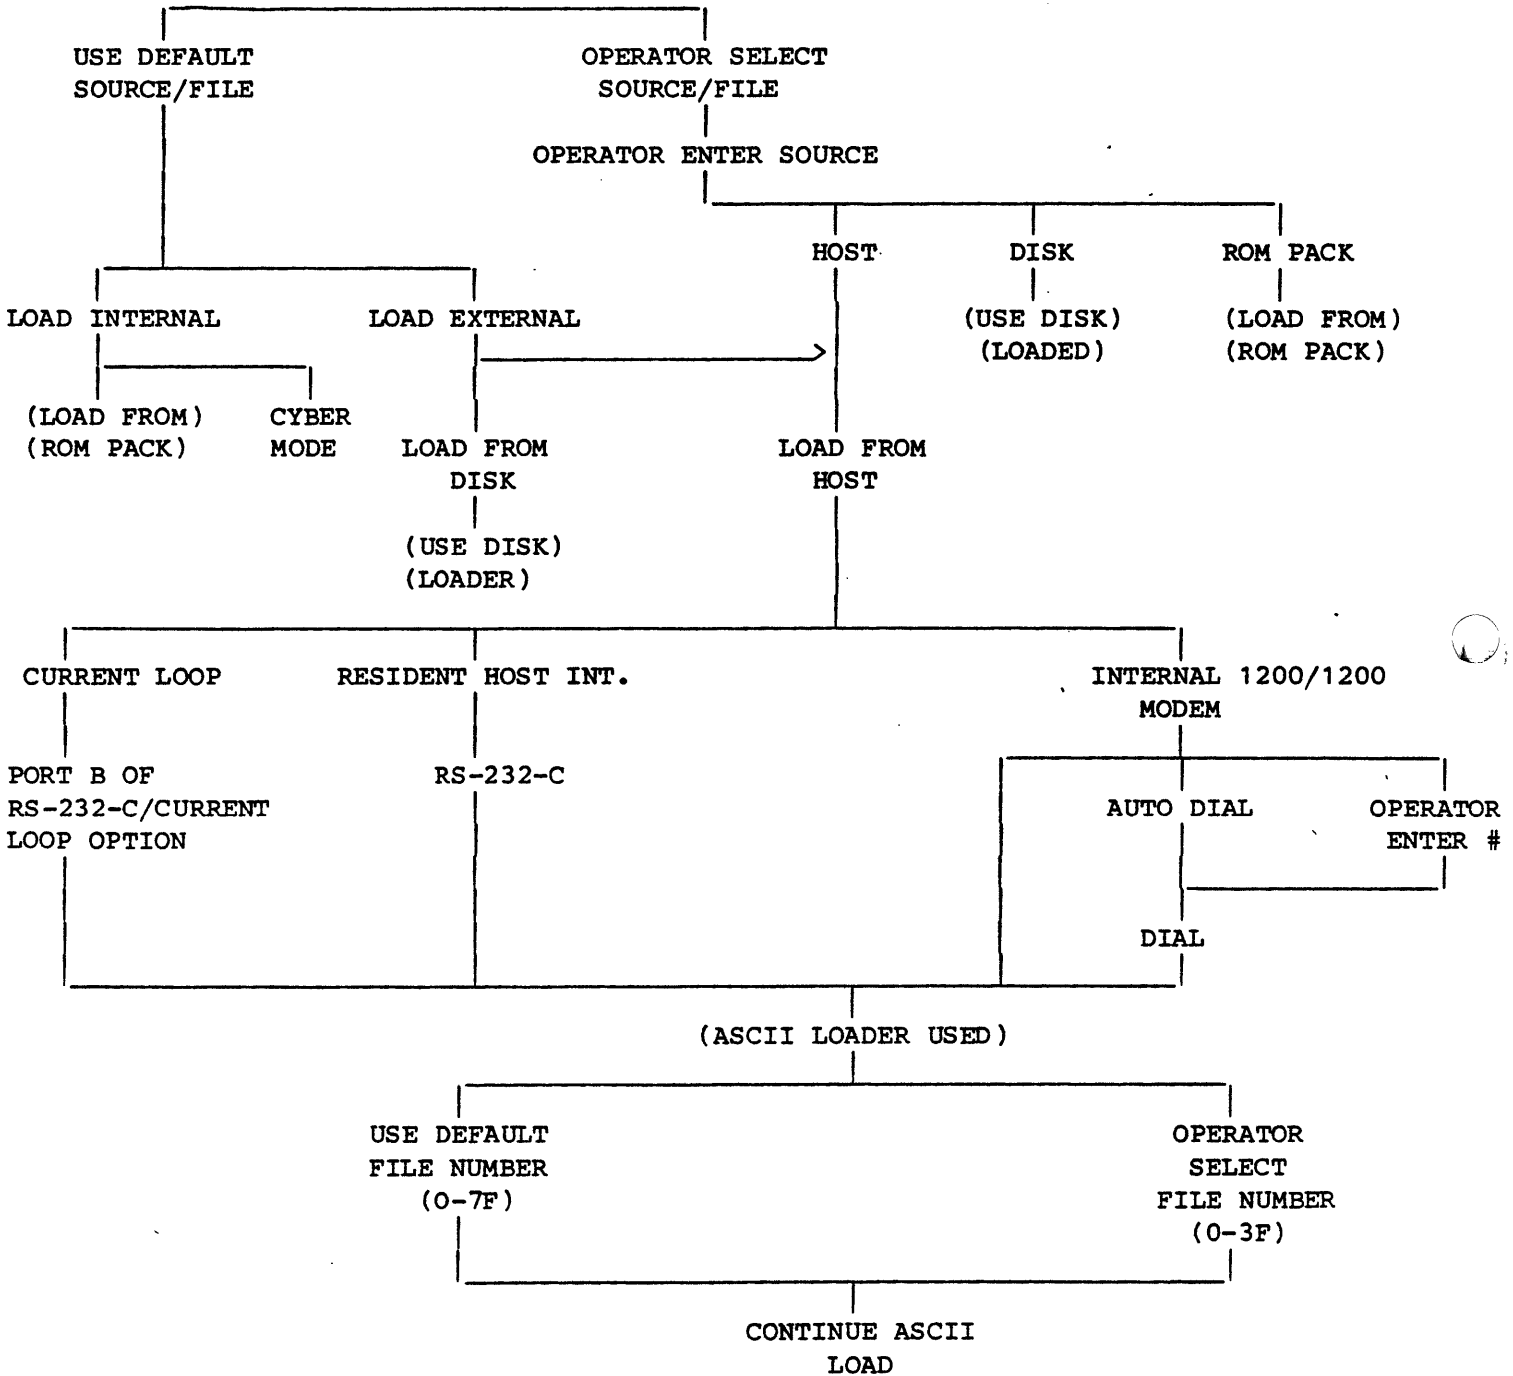 USE DEFAULT
SOURCE/FILE
OPERATOR SELECT
SOURCE/FILE
OPERATOR ENTER SOURCE
HOST
DISK
ROM PACK
LOAD INTERNAL
LOAD EXTERNAL
(USE DISK)
(LOADED)
(LOAD FROM)
(ROM PACK)
(LOAD FROM)
(ROM PACK)
CYBER
MODE
LOAD FROM
DISK
LOAD FROM
HOST
(USE DISK)
(LOADER)
CURRENT LOOP
RESIDENT HOST INT.
INTERNAL 1200/1200
MODEM
PORT B OF
RS-232-C/CURRENT
LOOP OPTION
RS-232-C
AUTO DIAL
OPERATOR
ENTER #
DIAL
(ASCII LOADER USED)
USE DEFAULT
FILE NUMBER
(0-7F)
OPERATOR
SELECT
FILE NUMBER
(0-3F)
CONTINUE ASCII
LOAD